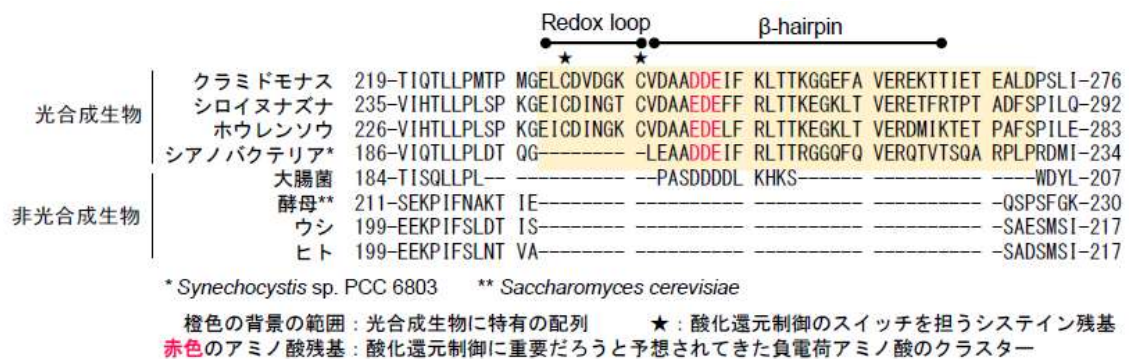 Redox loop β-hairpin
★ ★
クラミドモナス 219-TIQTLLPMTP MGELCDVDGK CVDAADDEIF KLTTKGGEFA VEREKTTIET EALDPSLI-276
光合成生物 シロイヌナズナ 235-VIHTLLPLSP KGEICDINGT CVDAAEDEFF RLTTKEGKLT VERETFRTPT ADFSPILQ-292
ホウレンソウ 226-VIHTLLPLSP KGEICDINGK CVDAAEDELF RLTTKEGKLT VERDMIKTET PAFSPILE-283
シアノバクテリア* 186-VIQTLLPLDT QG-------- -LEAADDEIF RLTTRGGQFQ VERQTVTSQA RPLPRDMI-234
大腸菌 184-TISQLLPL-- ---------- -PASDDDDL KHKS------ ---------- ----WDYL-207
非光合成生物 酵母** 211-SEKPIFNAKT IE-------- ---------- ---------- ---------- --QSPSFGK-230
ウシ 199-EEKPIFSLDT IS-------- ---------- ---------- ---------- --SAESMSI-217
ヒト 199-EEKPIFSLNT VA-------- ---------- ---------- ---------- --SADSMSI-217
* Synechocystis sp. PCC 6803 ** Saccharomyces cerevisiae
橙色の背景の範囲：光合成生物に特有の配列 ★：酸化還元制御のスイッチを担うシステイン残基
赤色のアミノ酸残基：酸化還元制御に重要だろうと予想されてきた負電荷アミノ酸のクラスター